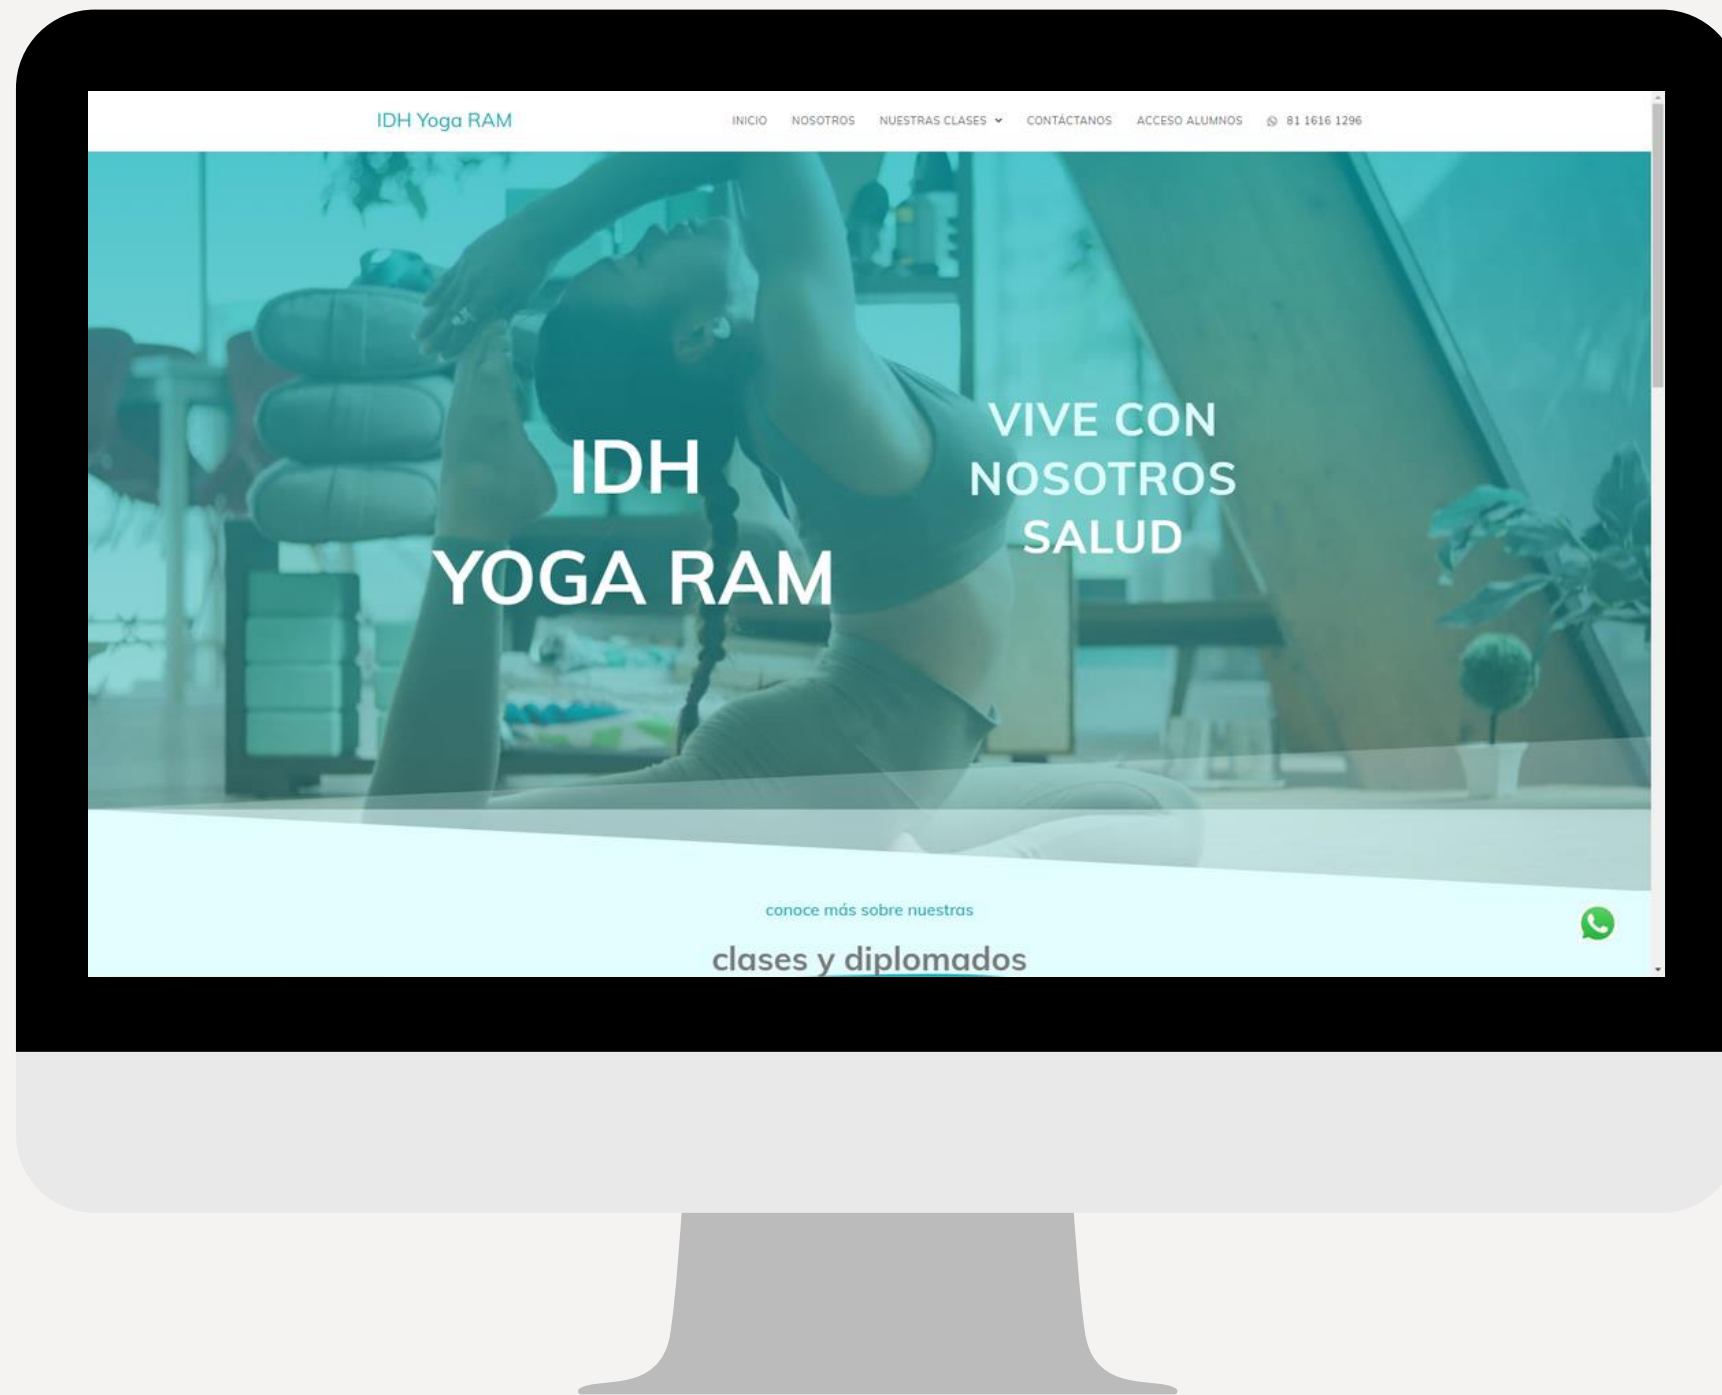 IDH Yoga RAM
INICIO NOSOTROS NUESTRAS CLASES CONTÁCTANOS ACCESO ALUMNOS 81 1616 1296
IDH
YOGA RAM
VIVE CON
NOSOTROS
SALUD
conoce más sobre nuestras
clases y diplomados